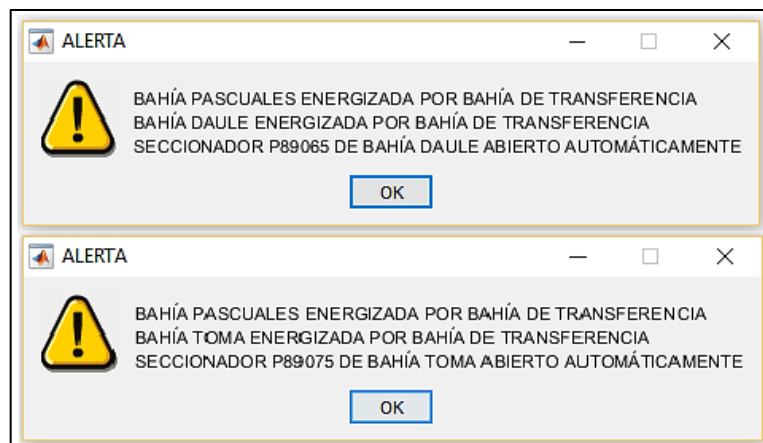 ALERTA
BAHÍA PASCUALES ENERGIZADA POR BAHÍA DE TRANSFERENCIA
BAHÍA DAULE ENERGIZADA POR BAHÍA DE TRANSFERENCIA
SECCIONADOR P89065 DE BAHÍA DAULE ABIERTO AUTOMÁTICAMENTE
OK
ALERTA
BAHÍA PASCUALES ENERGIZADA POR BAHÍA DE TRANSFERENCIA
BAHÍA TOMA ENERGIZADA POR BAHÍA DE TRANSFERENCIA
SECCIONADOR P89075 DE BAHÍA TOMA ABIERTO AUTOMÁTICAMENTE
OK